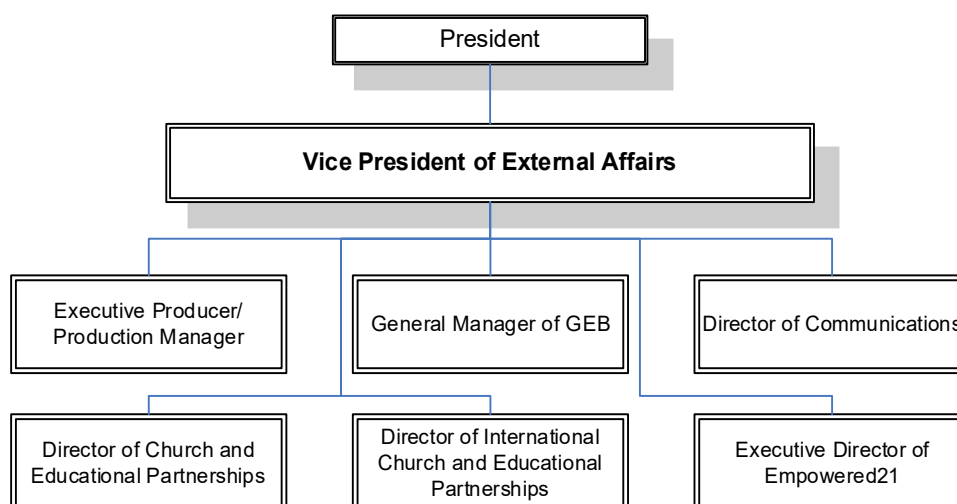 President
Vice President of External Affairs
Executive Producer/
Production Manager
General Manager of GEB
Director of Communications
Director of Church and
Educational Partnerships
Director of International
Church and Educational
Partnerships
Executive Director of
Empowered21